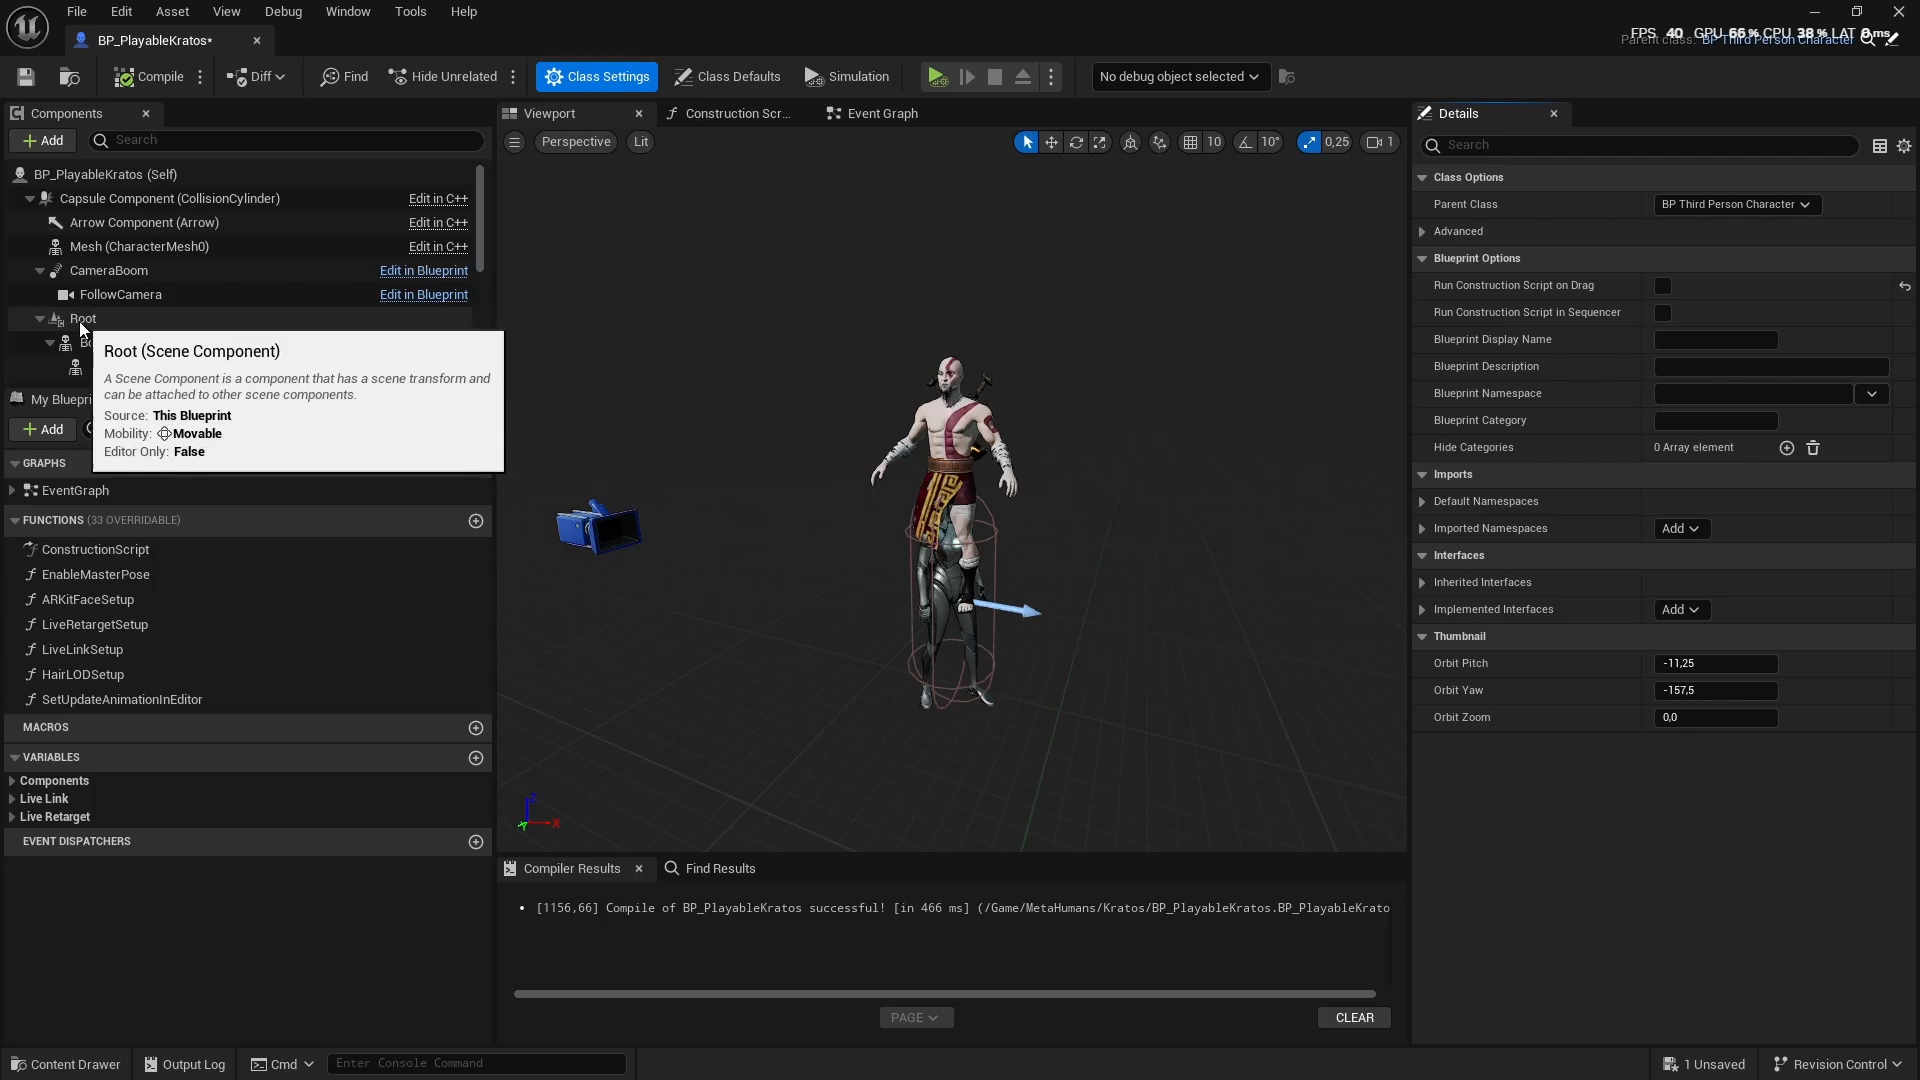 File Edit Asset View Debug Window Tools Help
BP_PlayableKratos*
FPS 40 GPU 66% CPU 38% LAT 0 ms
Parent class: BP Third Person Character
Compile Diff Find Hide Unrelated Class Settings Class Defaults Simulation No debug object selected
Components
Add Search
BP_PlayableKratos (Self)
Capsule Component (CollisionCylinder) Edit in C++
Arrow Component (Arrow) Edit in C++
Mesh (CharacterMesh0) Edit in C++
CameraBoom Edit in Blueprint
FollowCamera Edit in Blueprint
Root
Root (Scene Component)
A Scene Component is a component that has a scene transform and
can be attached to other scene components.
Source: This Blueprint
Mobility: Movable
Editor Only: False
My Bluepri
Add
GRAPHS
EventGraph
FUNCTIONS (33 OVERRIDABLE)
ConstructionScript
EnableMasterPose
ARKitFaceSetup
LiveRetargetSetup
LiveLinkSetup
HairLODSetup
SetUpdateAnimationInEditor
MACROS
VARIABLES
Components
Live Link
Live Retarget
EVENT DISPATCHERS
Viewport Construction Scr... Event Graph
Perspective Lit 10 10° 0,25 1
Z
X
Y
Compiler Results Find Results
[1156,66] Compile of BP_PlayableKratos successful! [in 466 ms] (/Game/MetaHumans/Kratos/BP_PlayableKratos.BP_PlayableKrato
PAGE
CLEAR
Details
Search
Class Options
Parent Class BP Third Person Character
Advanced
Blueprint Options
Run Construction Script on Drag
Run Construction Script in Sequencer
Blueprint Display Name
Blueprint Description
Blueprint Namespace
Blueprint Category
Hide Categories 0 Array element
Imports
Default Namespaces
Imported Namespaces Add
Interfaces
Inherited Interfaces
Implemented Interfaces Add
Thumbnail
Orbit Pitch -11,25
Orbit Yaw -157,5
Orbit Zoom 0,0
Content Drawer Output Log Cmd Enter Console Command 1 Unsaved Revision Control